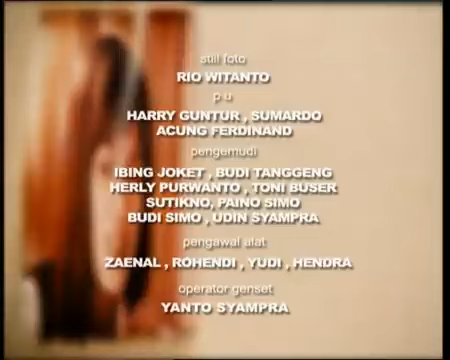 still foto
RIO WITANTO
p u
HARRY GUNTUR , SUMARDO
ACUNG FERDINAND
pengemudi
IBING JOKET , BUDI TANGGENG
HERLY PURWANTO , TONI BUSER
SUTIKNO, PAINO SIMO
BUDI SIMO , UDIN SYAMPRA
pengawal alat
ZAENAL , ROHENDI , YUDI , HENDRA
operator genset
YANTO SYAMPRA